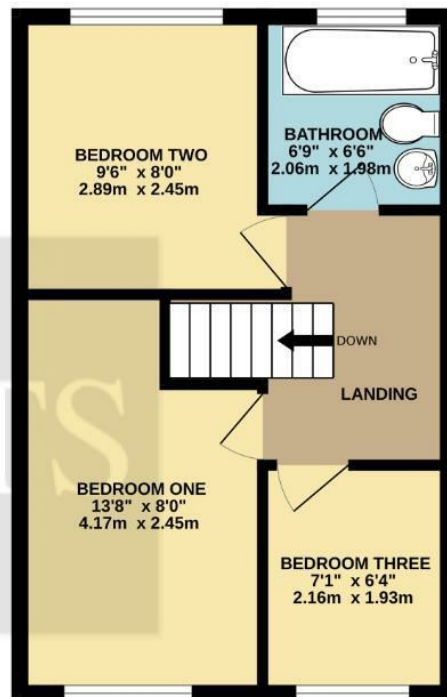 BEDROOM TWO
9'6" x 8'0"
2.89m x 2.45m
BATHROOM
6'9" x 6'6"
2.06m x 1.98m
DOWN
LANDING
BEDROOM ONE
13'8" x 8'0"
4.17m x 2.45m
BEDROOM THREE
7'1" x 6'4"
2.16m x 1.93m